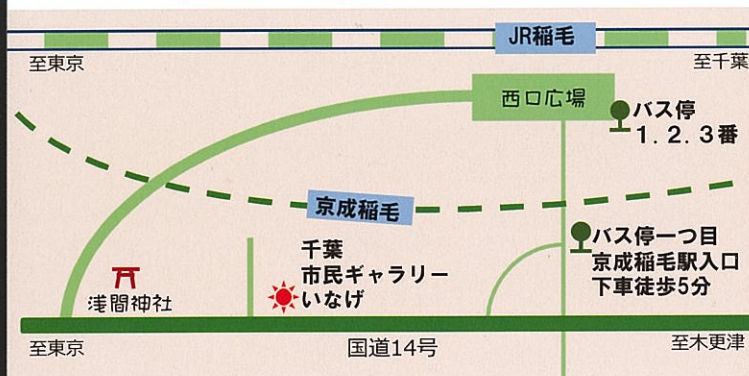 JR稲毛
至東京
至千葉
西口広場
バス停
1.2.3番
京成稲毛
バス停一つ目
京成稲毛駅入口
下車徒歩5分
千葉
市民ギャラリー
いなげ
浅間神社
至東京
国道14号
至木更津